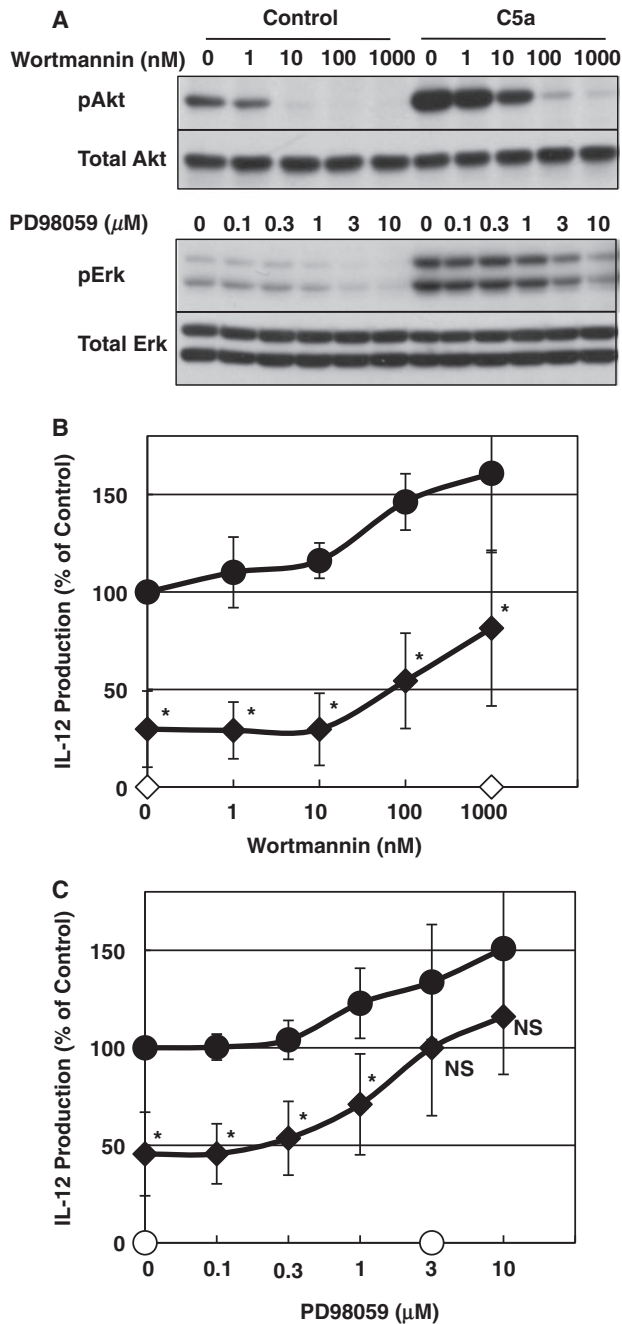 A
Control C5a
Wortmannin (nM) 0 1 10 100 1000 0 1 10 100 1000
pAkt
Total Akt
PD98059 (μM) 0 0.1 0.3 1 3 10 0 0.1 0.3 1 3 10
pErk
Total Erk
B
IL-12 Production (% of Control)
150
100
50
0
* * * * *
0 1 10 100 1000
Wortmannin (nM)
C
IL-12 Production (% of Control)
150
100
50
0
* * * * NS NS
0 0.1 0.3 1 3 10
PD98059 (μM)